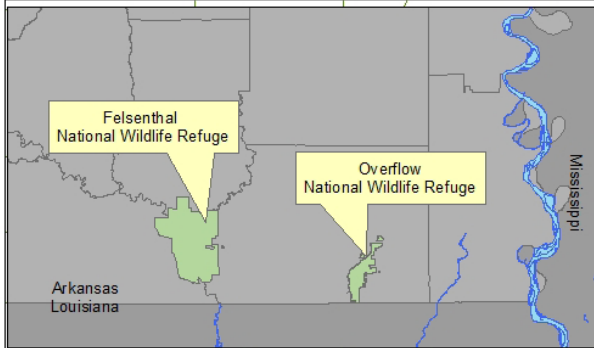 Felsenthal
National Wildlife Refuge
Overflow
National Wildlife Refuge
Mississippi
Arkansas
Louisiana